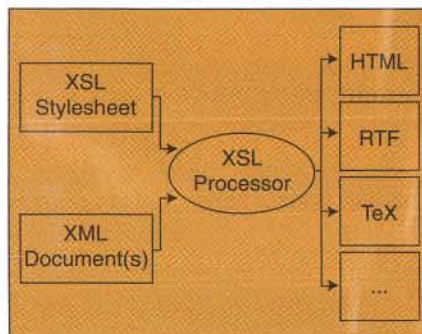 XSL
Stylesheet
XML
Document(s)
XSL
Processor
HTML
RTF
TeX
...